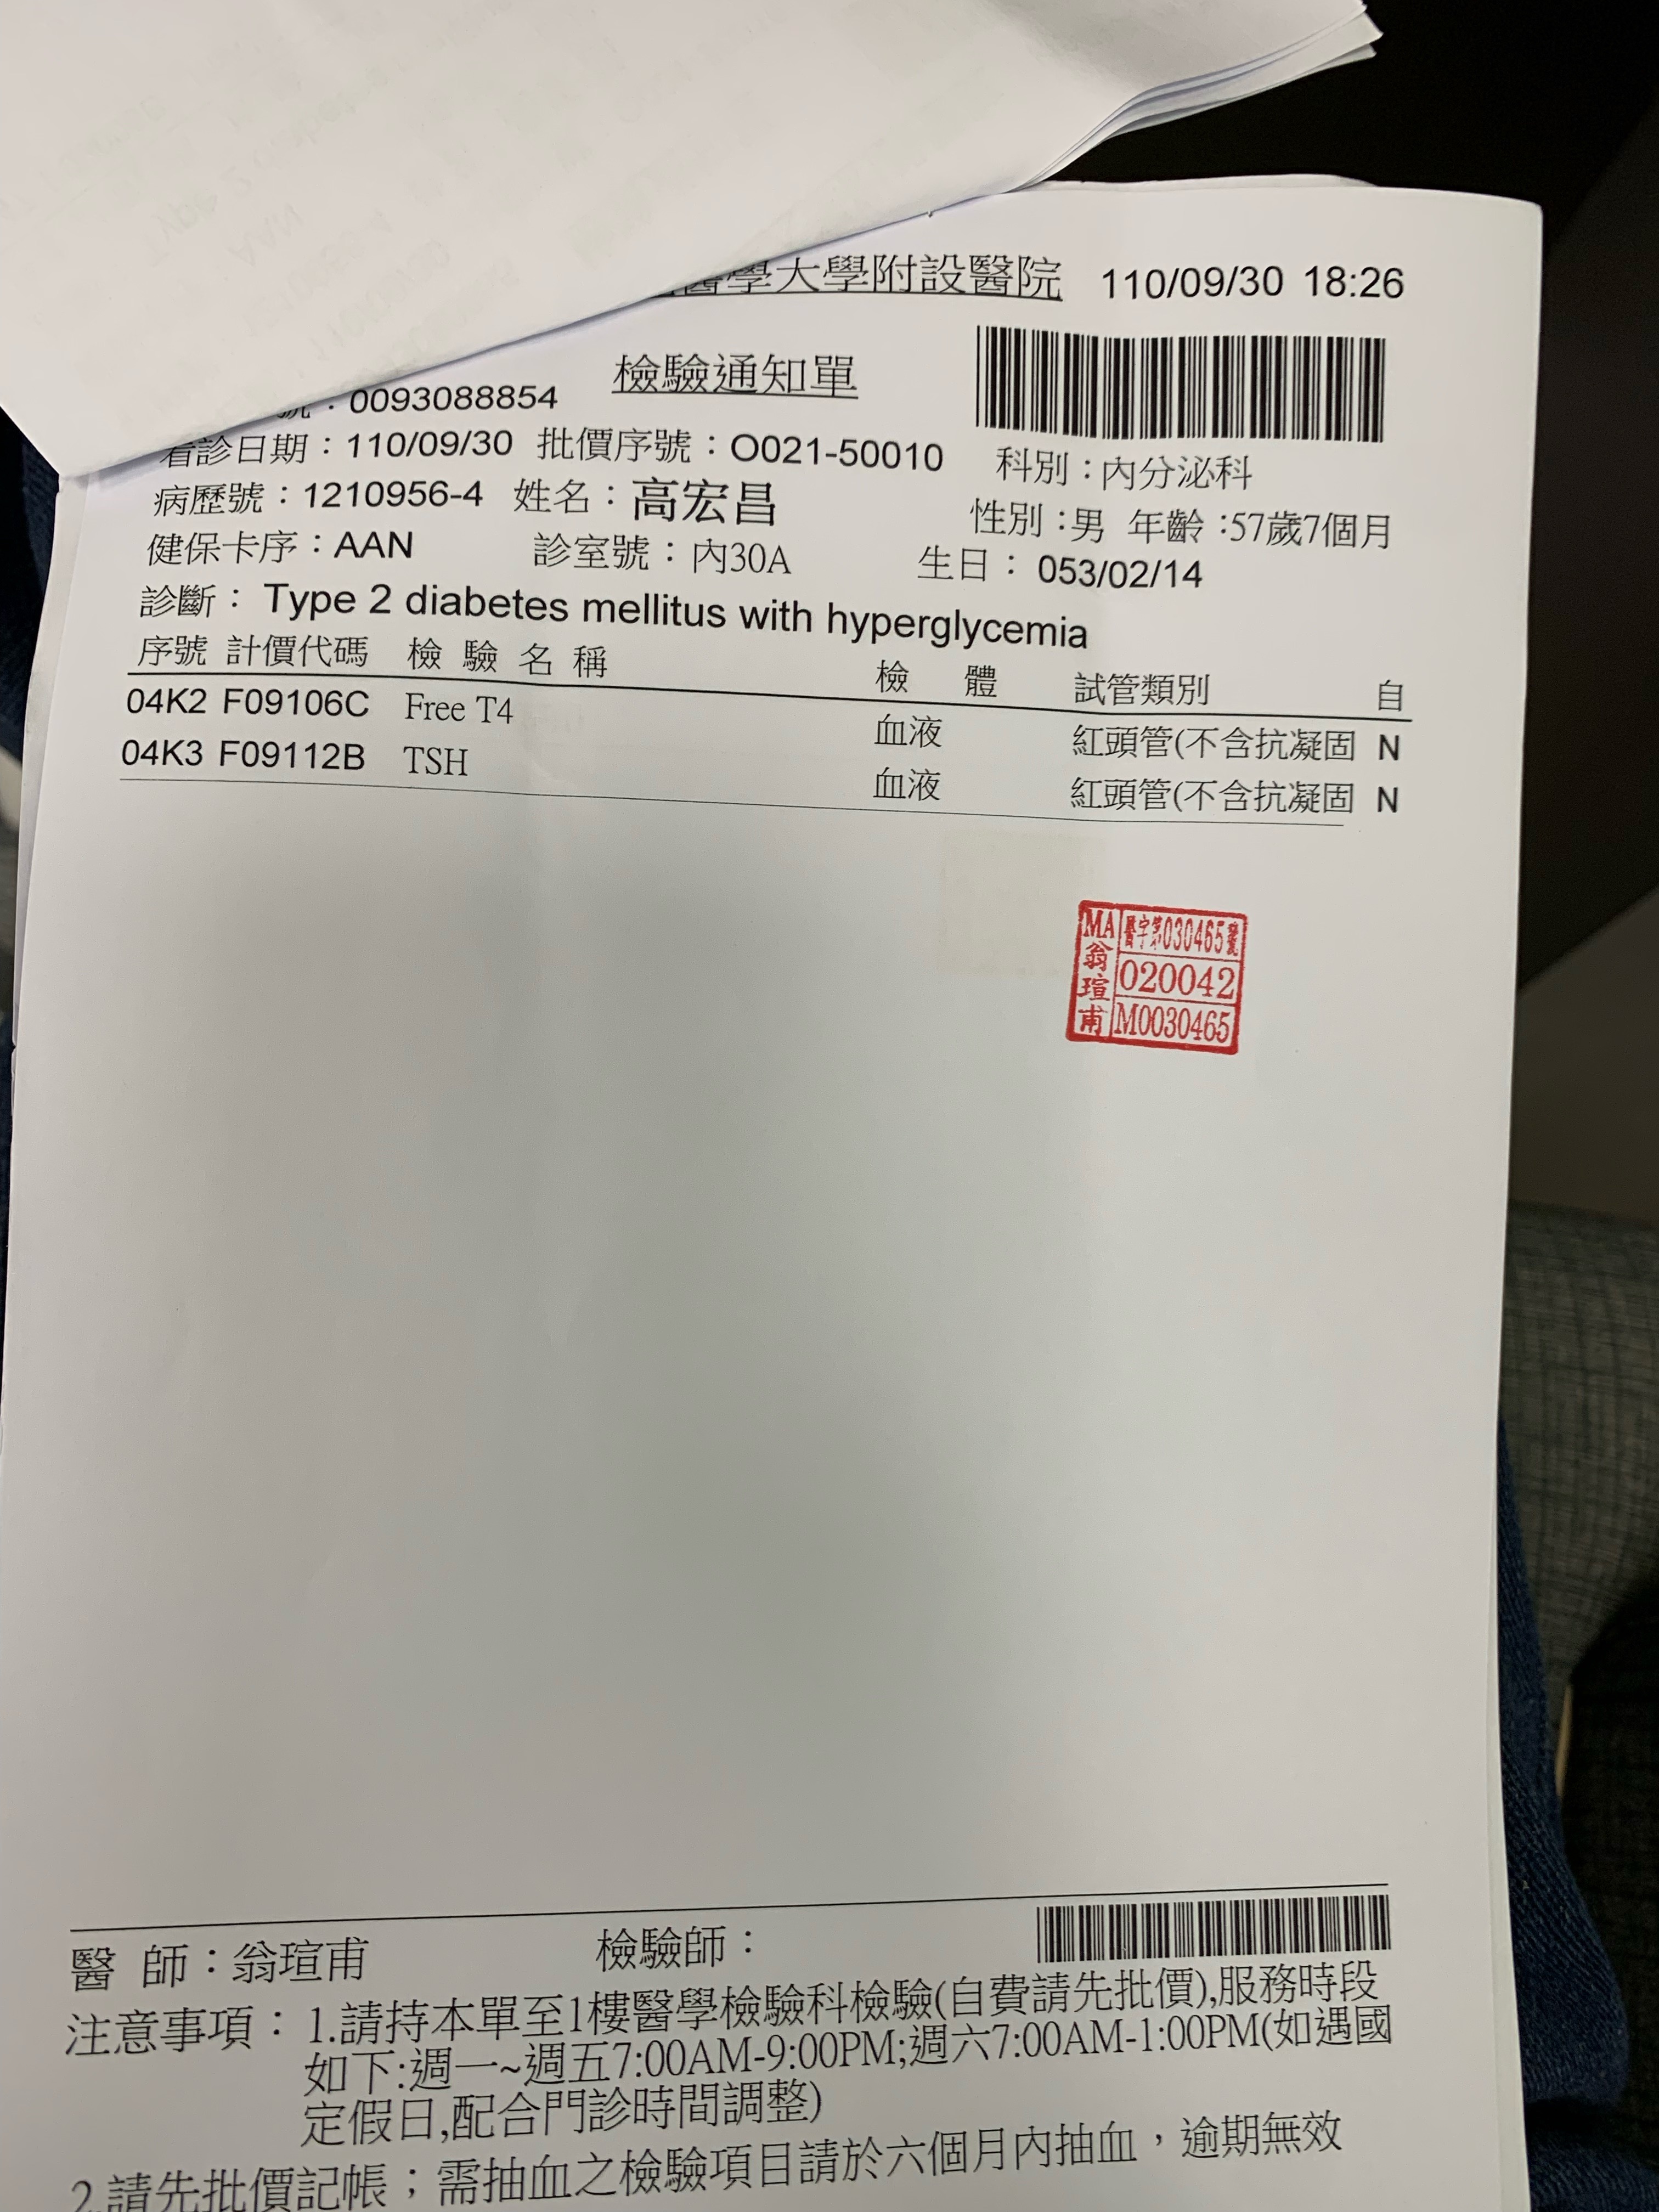 醫學大學附設醫院 110/09/30 18:26
檢驗通知單
號：0093088854
看診日期：110/09/30 批價序號：O021-50010 科別：內分泌科
病歷號：1210956-4 姓名：高宏昌 性別：男 年齡：57歲7個月
健保卡序：AAN 診室號：內30A 生日：053/02/14
診斷：Type 2 diabetes mellitus with hyperglycemia
序號 計價代碼 檢驗名稱 檢體 試管類別 自
04K2 F09106C Free T4 血液 紅頭管(不含抗凝固 N
04K3 F09112B TSH 血液 紅頭管(不含抗凝固 N
MA 翁瑄甫
醫字第030465號
020042
M0030465
醫師：翁瑄甫 檢驗師：
注意事項：1.請持本單至1樓醫學檢驗科檢驗(自費請先批價),服務時段
如下:週一~週五7:00AM-9:00PM;週六7:00AM-1:00PM(如遇國
定假日,配合門診時間調整)
2.請先批價記帳；需抽血之檢驗項目請於六個月內抽血，逾期無效